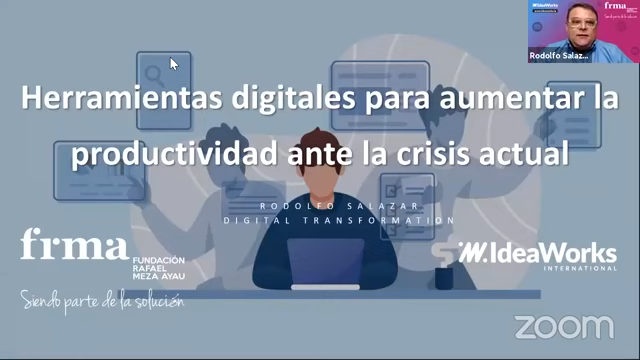 IdeaWorks
frma
Rodolfo Salaz...
Herramientas digitales para aumentar la
productividad ante la crisis actual
RODOLFO SALAZAR
DIGITAL TRANSFORMATION
frma
FUNDACIÓN
RAFAEL
MEZA AYAU
Siendo parte de la solución
W.IdeaWorks
INTERNATIONAL
zoom